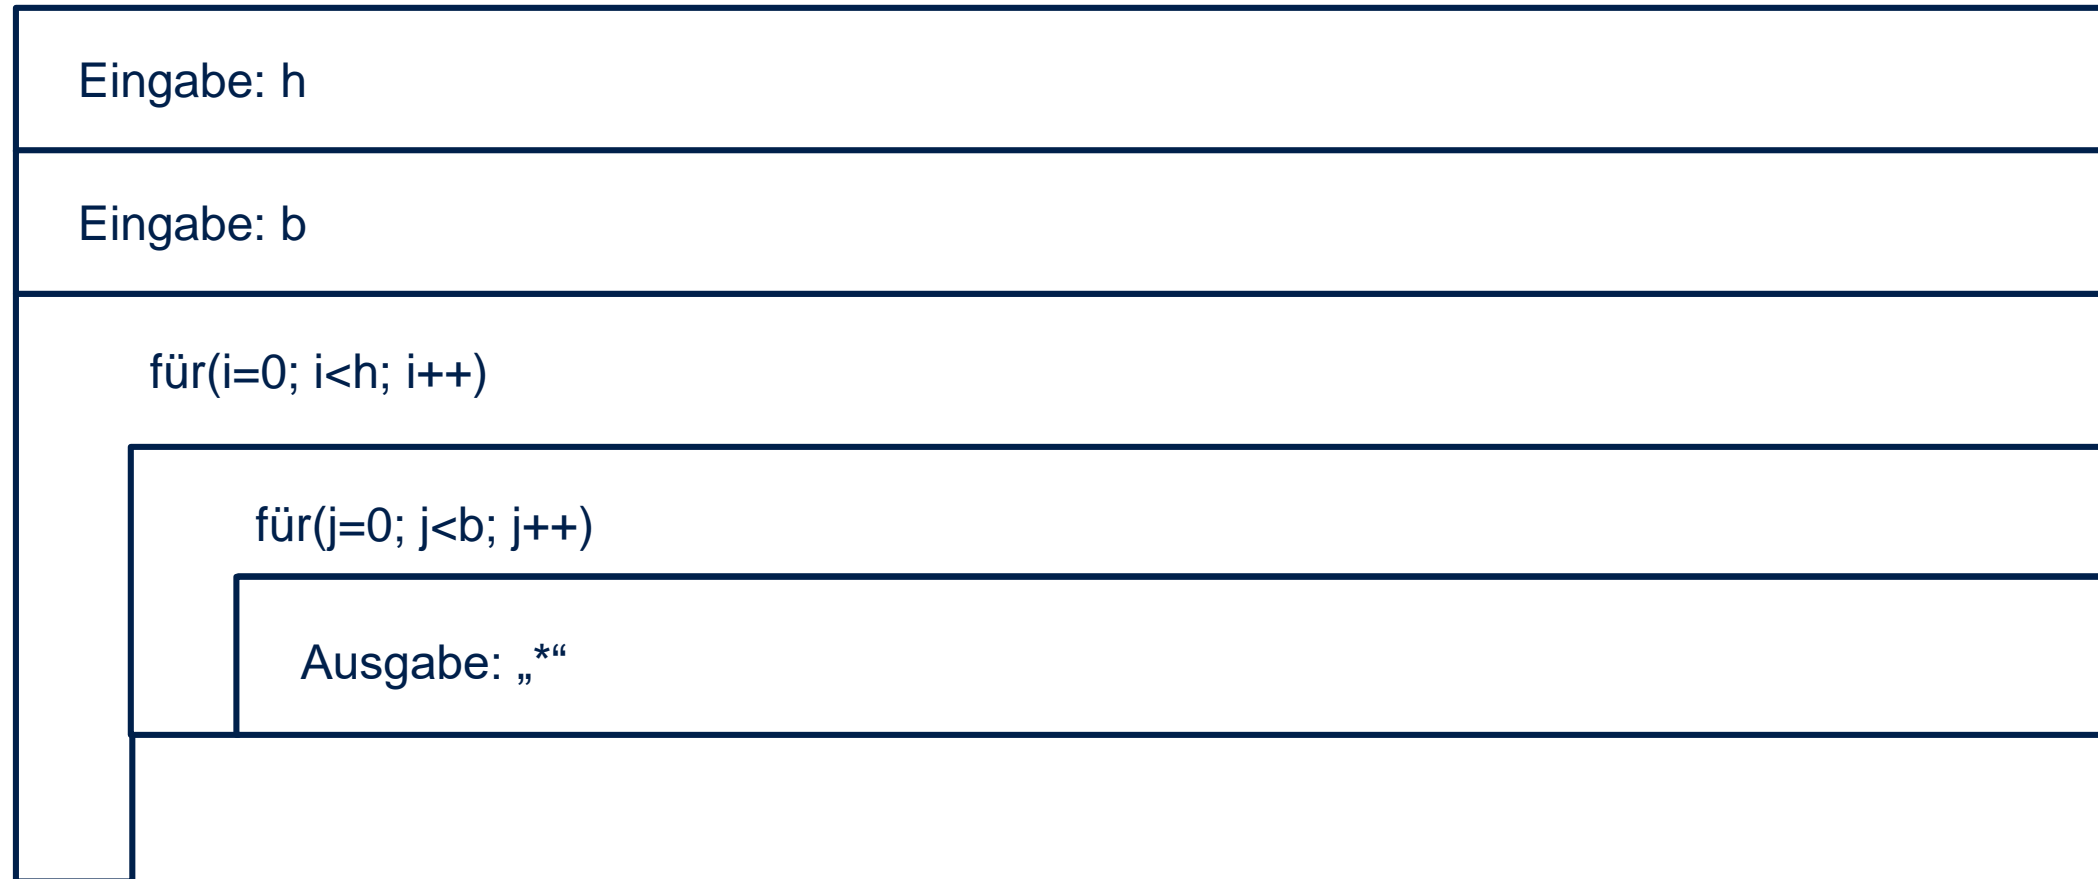 Eingabe: h
Eingabe: b
für(i=0; i<h; i++)
für(j=0; j<b; j++)
Ausgabe: „*“